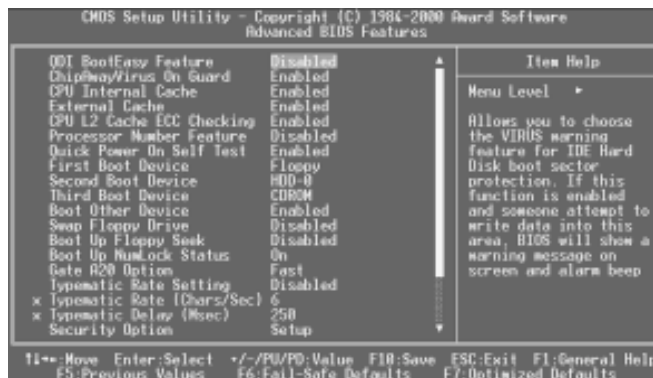 CMOS Setup Utility - Copyright (C) 1984-2000 Award Software
Advanced BIOS Features
QDI BootEasy Feature Disabled
ChipAwayVirus On Guard Enabled
CPU Internal Cache Enabled
External Cache Enabled
CPU L2 Cache ECC Checking Enabled
Processor Number Feature Disabled
Quick Power On Self Test Enabled
First Boot Device Floppy
Second Boot Device HDD-0
Third Boot Device CDROM
Boot Other Device Enabled
Swap Floppy Drive Disabled
Boot Up Floppy Seek Disabled
Boot Up NumLock Status On
Gate A20 Option Fast
Typematic Rate Setting Disabled
x Typematic Rate (Chars/Sec) 6
x Typematic Delay (Msec) 250
Security Option Setup
Item Help
Menu Level ►
Allows you to choose
the VIRUS warning
feature for IDE Hard
Disk boot sector
protection. If this
function is enabled
and someone attempt to
write data into this
area, BIOS will show a
warning message on
screen and alarm beep
↑↓→←:Move Enter:Select +/-/PU/PD:Value F10:Save ESC:Exit F1:General Help
F5:Previous Values F6:Fail-Safe Defaults F7:Optimized Defaults